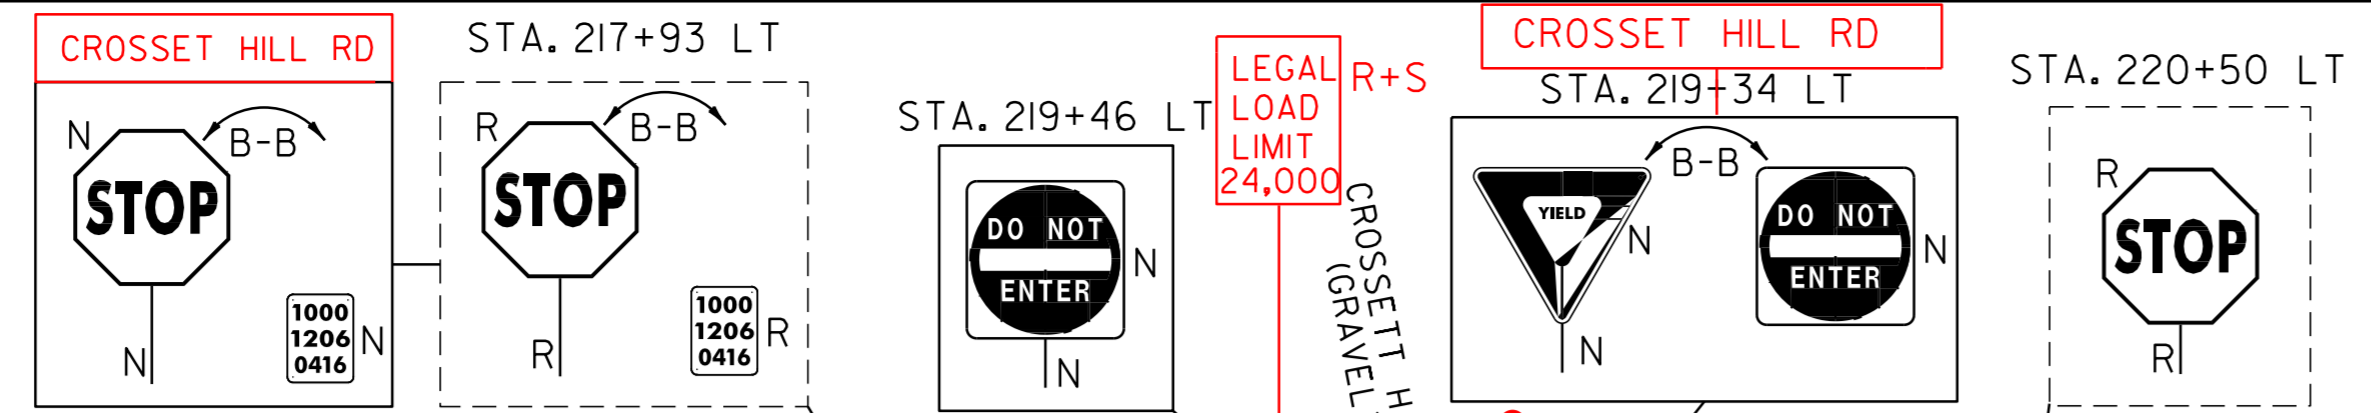 CROSSET HILL RD
N
STOP
B-B
N
1000
1206
0416
N
STA. 217+93 LT
R
STOP
B-B
R
1000
1206
0416
R
STA. 219+46 LT
DO NOT
ENTER
N
N
LEGAL
LOAD
LIMIT
24,000
R+S
CROSSETT H
(GRAVEL
CROSSET HILL RD
STA. 219+34 LT
YIELD
N
B-B
DO NOT
ENTER
N
N
STA. 220+50 LT
R
STOP
R